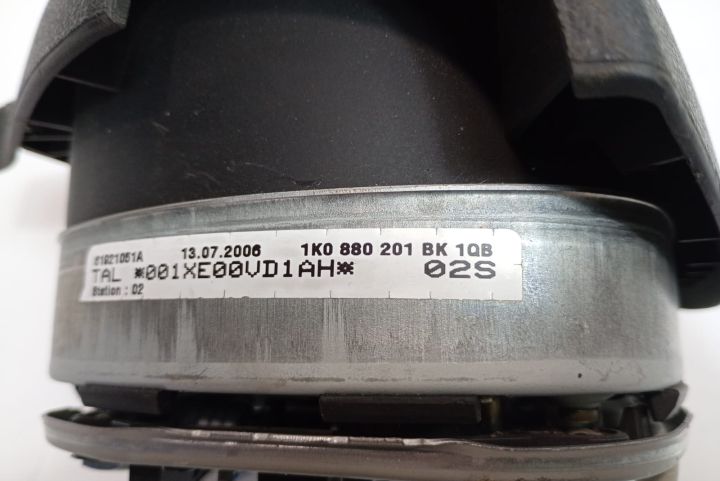 61921051A 13.07.2006 1K0 880 201 BK 1QB
TAL *001XE00VD1AH* 02S
Station : 02